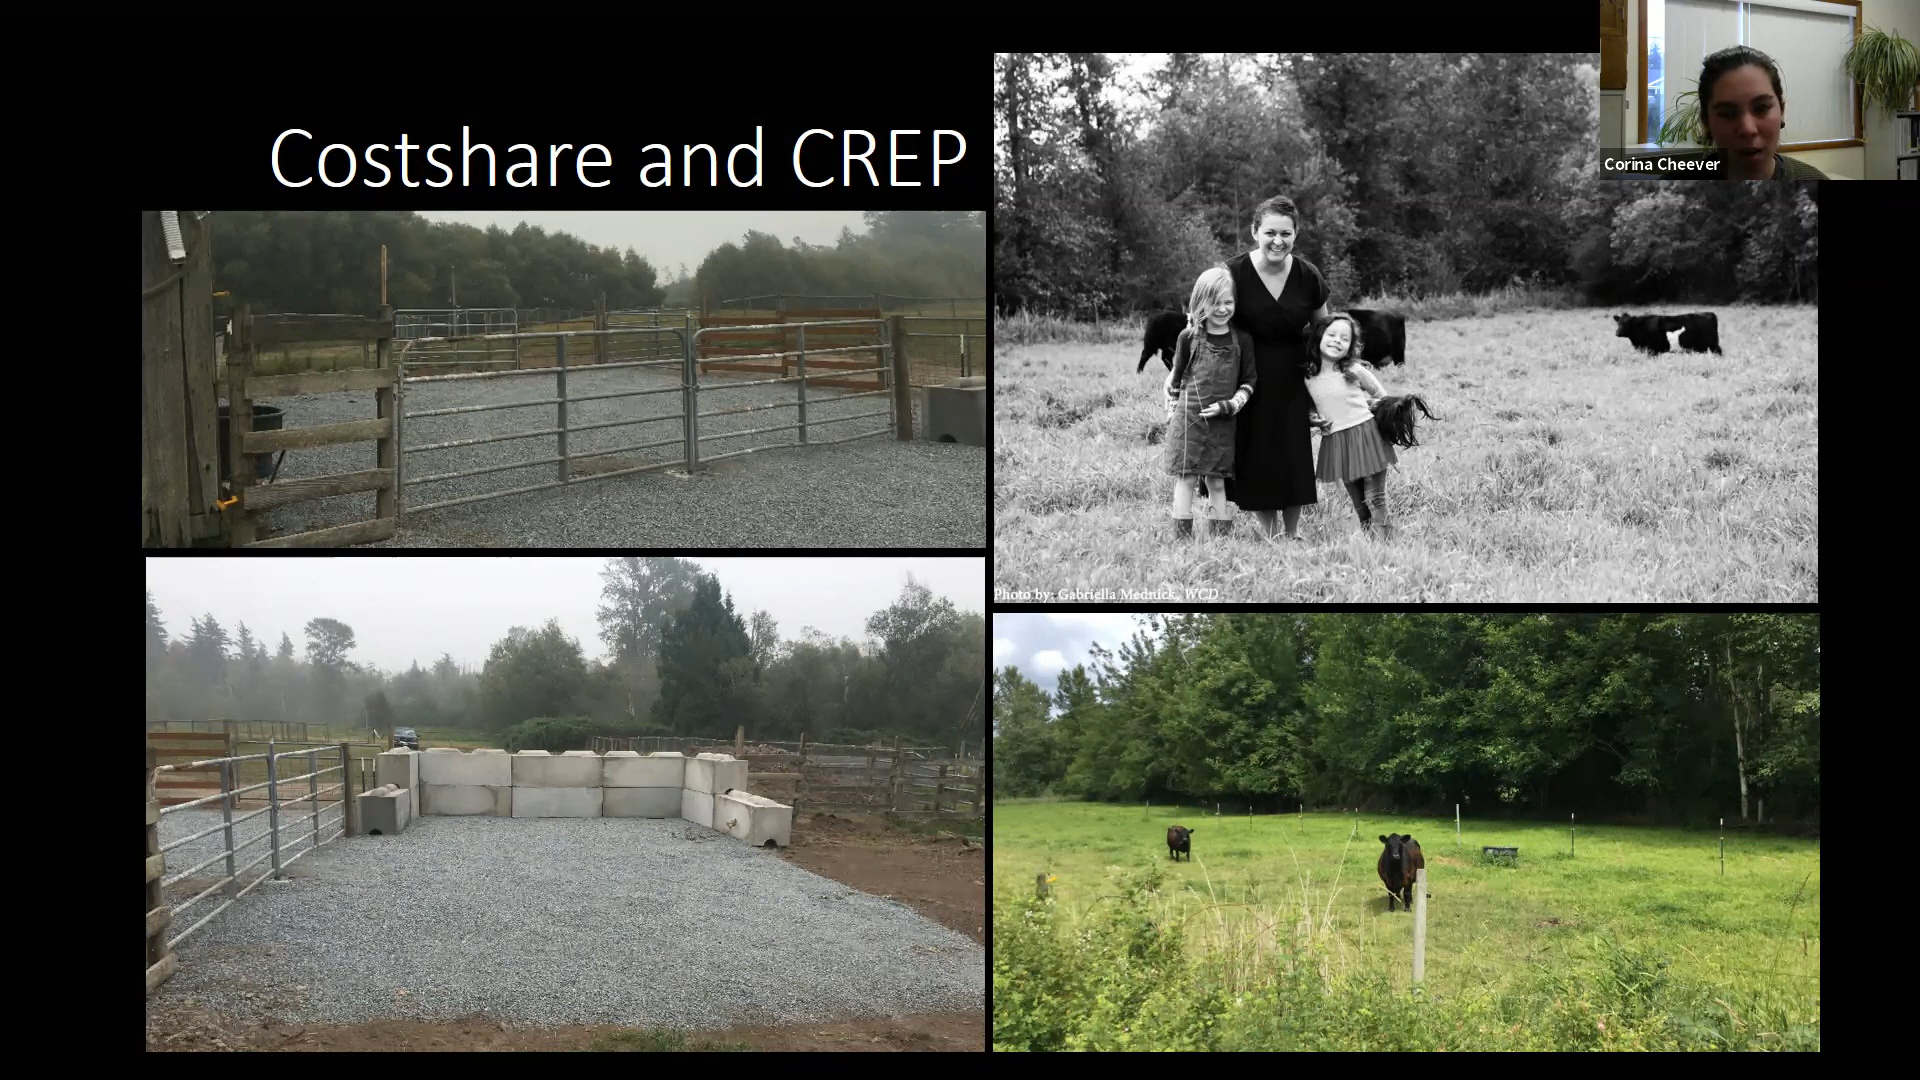 Costshare and CREP
Corina Cheever
Photo by: Gabriella Mednick, WCD